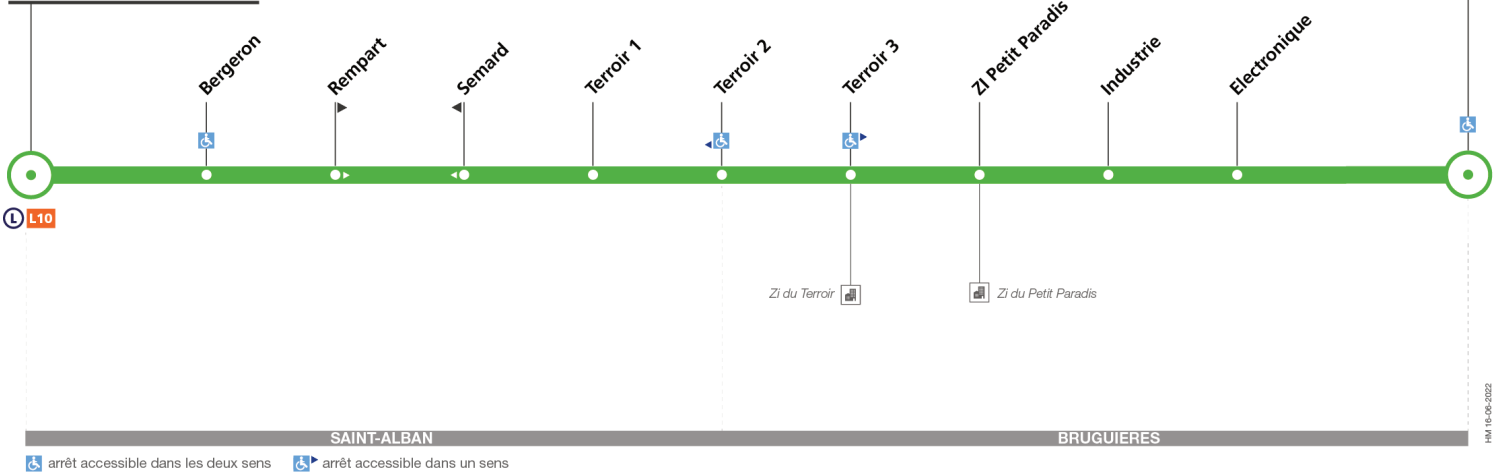 Bergeron
Rempart
Semard
Terroir 1
Terroir 2
Terroir 3
ZI Petit Paradis
Industrie
Electronique
L L10
Zi du Terroir
Zi du Petit Paradis
HM 16-06-2022
SAINT-ALBAN
BRUGUIERES
arrêt accessible dans les deux sens
arrêt accessible dans un sens